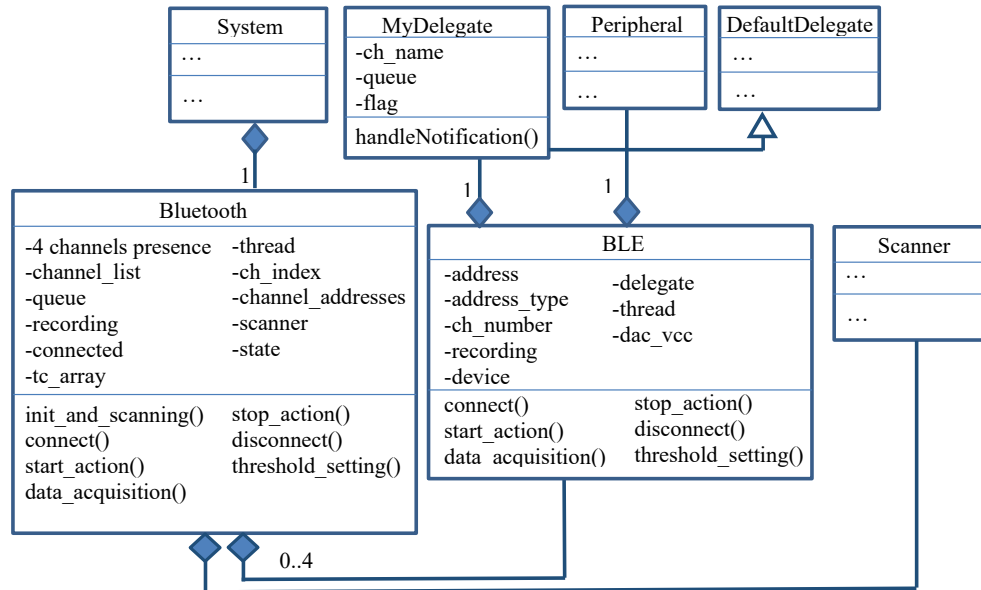 System
…
…
MyDelegate
-ch_name
-queue
-flag
handleNotification()
Peripheral
…
…
DefaultDelegate
…
…
1
1
1
Bluetooth
-4 channels presence
-channel_list
-queue
-recording
-connected
-tc_array
-thread
-ch_index
-channel_addresses
-scanner
-state
init_and_scanning()
connect()
start_action()
data_acquisition()
stop_action()
disconnect()
threshold_setting()
BLE
-address
-address_type
-ch_number
-recording
-device
-delegate
-thread
-dac_vcc
connect()
start_action()
data_acquisition()
stop_action()
disconnect()
threshold_setting()
Scanner
…
…
0..4